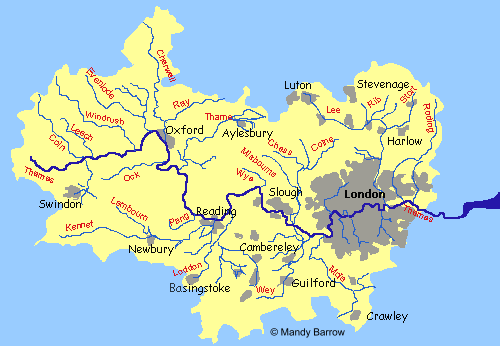 Cherwell
Evenlode
Luton
Stevenage
Ray
Windrush
Thame
Lee
Rib
Stort
Roding
Leach
Oxford
Aylesbury
Coln
Chess
Colne
Harlow
Misbourne
Thames
Ock
Wye
Swindon
Slough
London
Lambourn
Pang
Reading
Thames
Kennet
Newbury
Cambereley
Loddon
Mole
Basingstoke
Wey
Guilford
Crawley
© Mandy Barrow